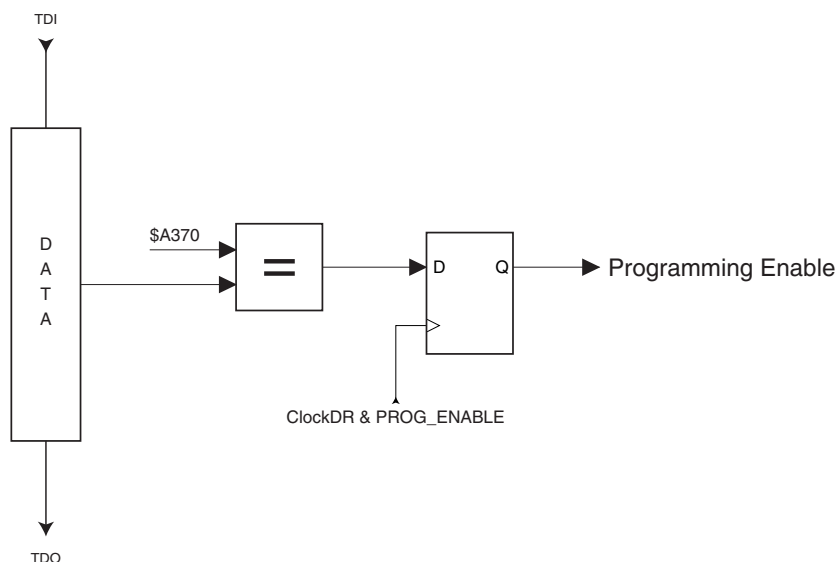 TDI
D
A
T
A
$A370
=
D
Q
Programming Enable
ClockDR & PROG_ENABLE
TDO